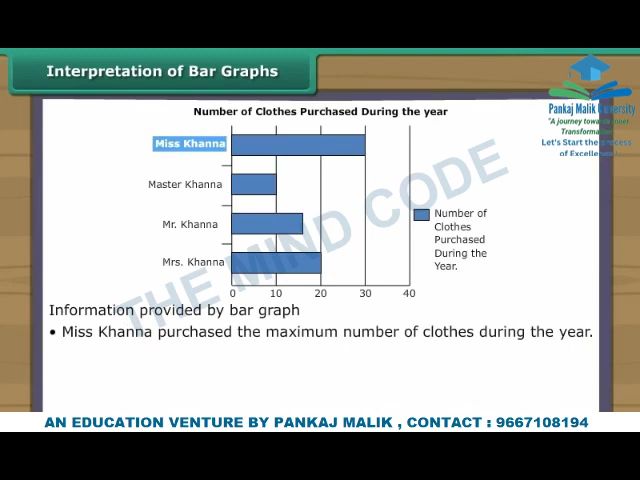 Interpretation of Bar Graphs
Pankaj Malik University
"A journey towards Inner
Transformation"
Let's Start the Process
of Excellence!
Number of Clothes Purchased During the year
Miss Khanna
Master Khanna
Mr. Khanna
Mrs. Khanna
0 10 20 30 40
Number of
Clothes
Purchased
During the
Year.
THE MIND CODE
Information provided by bar graph
• Miss Khanna purchased the maximum number of clothes during the year.
AN EDUCATION VENTURE BY PANKAJ MALIK , CONTACT : 9667108194